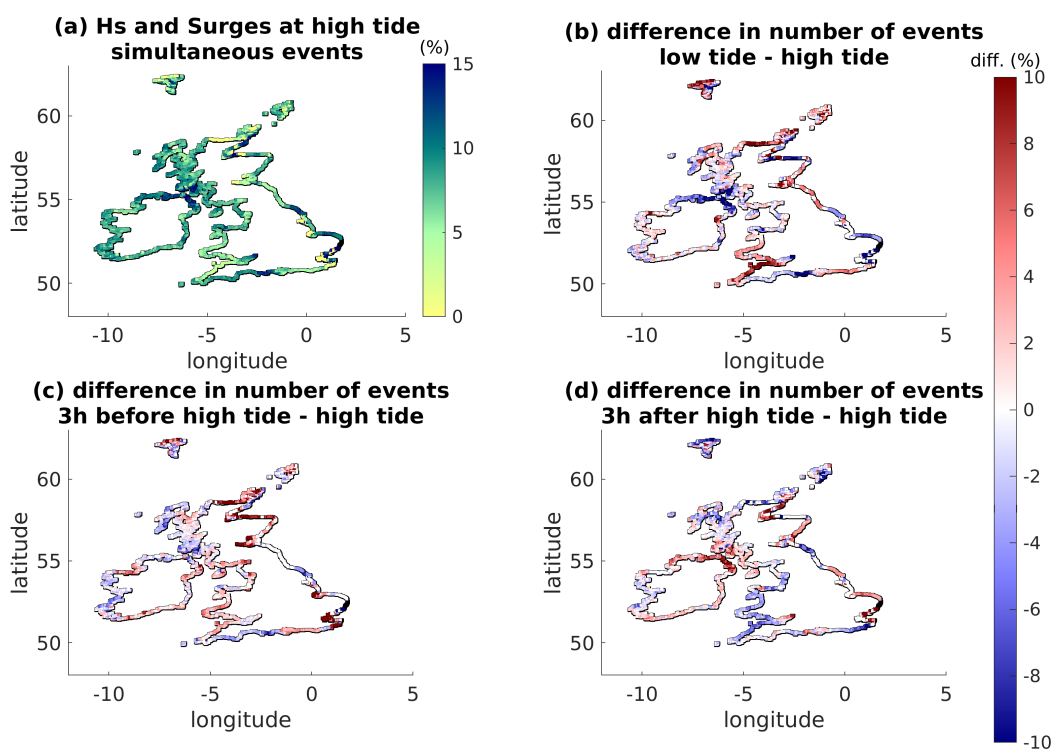 (a) Hs and Surges at high tide
simultaneous events
(%)
15
10
5
0
60
55
50
latitude
-10
-5
0
5
longitude
(b) difference in number of events
low tide - high tide
diff. (%)
10
8
6
4
2
0
-2
-4
-6
-8
-10
60
55
50
latitude
-10
-5
0
5
longitude
(c) difference in number of events
3h before high tide - high tide
60
55
50
latitude
-10
-5
0
5
longitude
(d) difference in number of events
3h after high tide - high tide
60
55
50
latitude
-10
-5
0
5
longitude